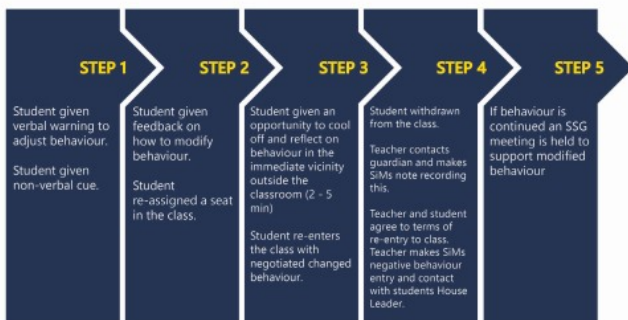 STEP 1
Student given
verbal warning to
adjust behaviour.
Student given
non-verbal cue.
STEP 2
Student given
feedback on
how to modify
behaviour.
Student
re-assigned a seat
in the class.
STEP 3
Student given an
opportunity to cool
off and reflect on
behaviour in the
immediate vicinity
outside the
classroom (2 - 5
min)
Student re-enters
the class with
negotiated changed
behaviour.
STEP 4
Student withdrawn
from the class.
Teacher contacts
guardian and makes
SiMs note recording
this.
Teacher and student
agree to terms of
re-entry to class.
Teacher makes SiMs
negative behaviour
entry and contact
with students House
Leader.
STEP 5
If behaviour is
continued an SSG
meeting is held to
support modified
behaviour